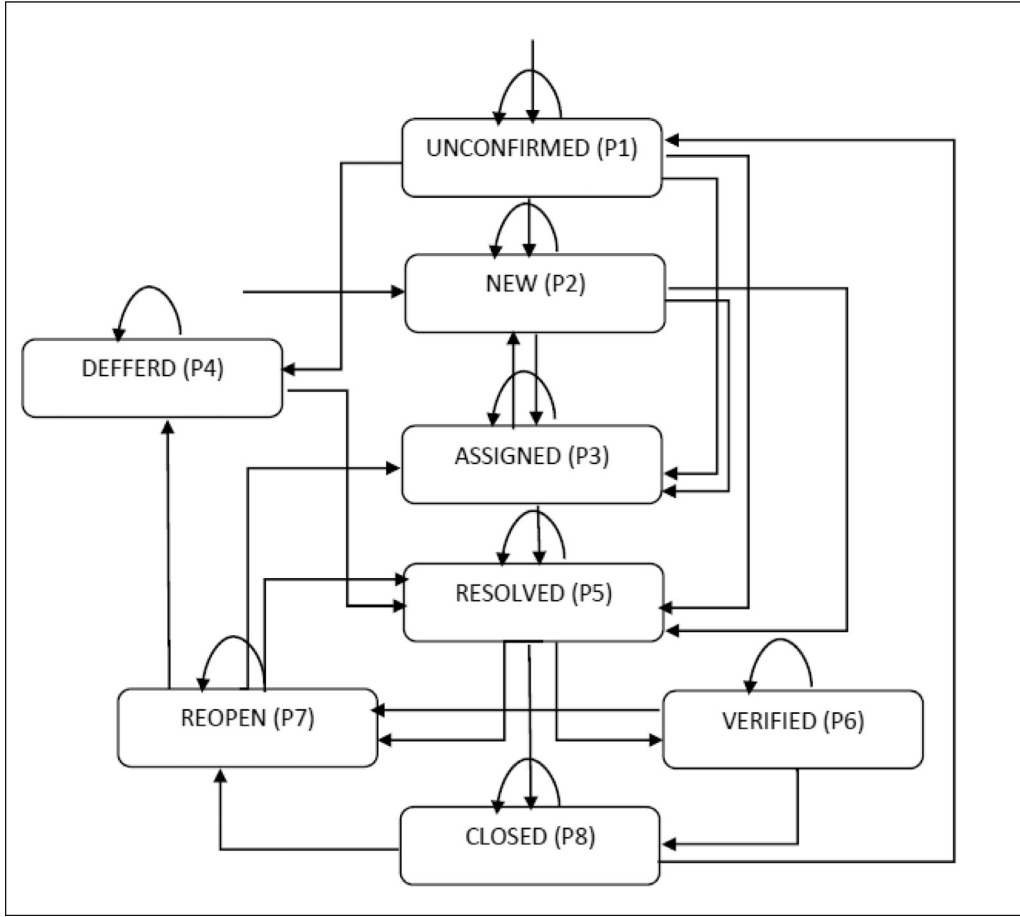 UNCONFIRMED (P1)
NEW (P2)
DEFFERD (P4)
ASSIGNED (P3)
RESOLVED (P5)
REOPEN (P7)
VERIFIED (P6)
CLOSED (P8)